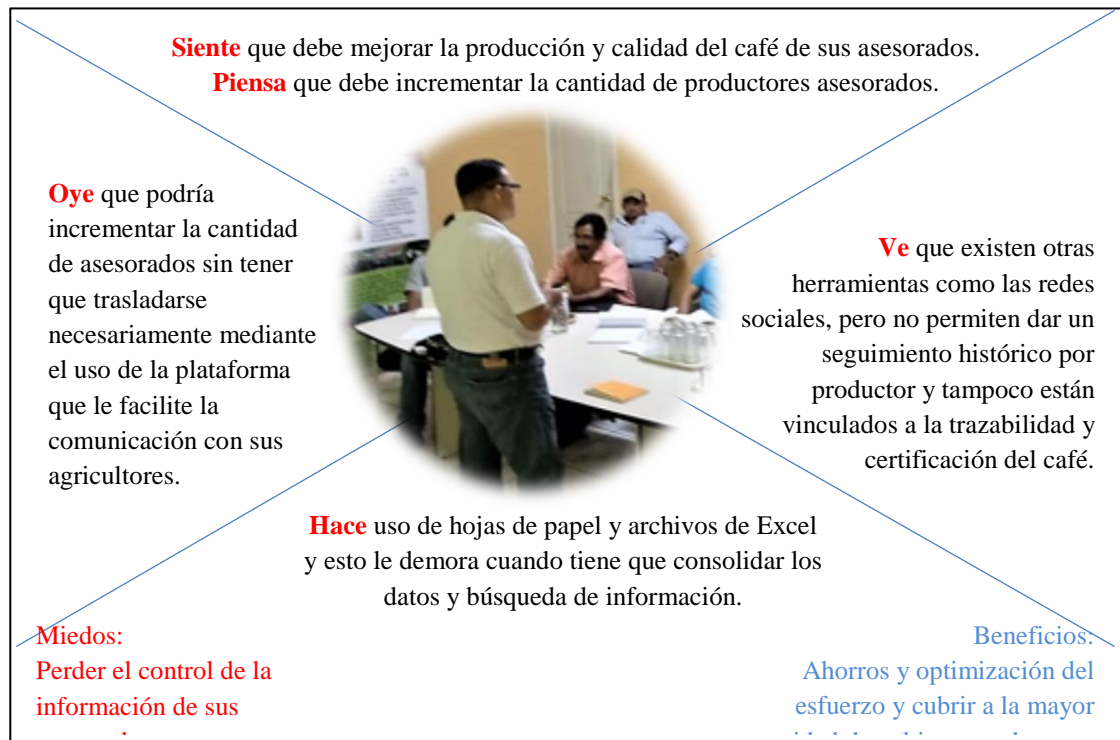 Siente que debe mejorar la producción y calidad del café de sus asesorados.
Piensa que debe incrementar la cantidad de productores asesorados.
Oye que podría
incrementar la cantidad
de asesorados sin tener
que trasladarse
necesariamente mediante
el uso de la plataforma
que le facilite la
comunicación con sus
agricultores.
Ve que existen otras
herramientas como las redes
sociales, pero no permiten dar un
seguimiento histórico por
productor y tampoco están
vinculados a la trazabilidad y
certificación del café.
Hace uso de hojas de papel y archivos de Excel
y esto le demora cuando tiene que consolidar los
datos y búsqueda de información.
Miedos:
Perder el control de la
información de sus
Beneficios:
Ahorros y optimización del
esfuerzo y cubrir a la mayor